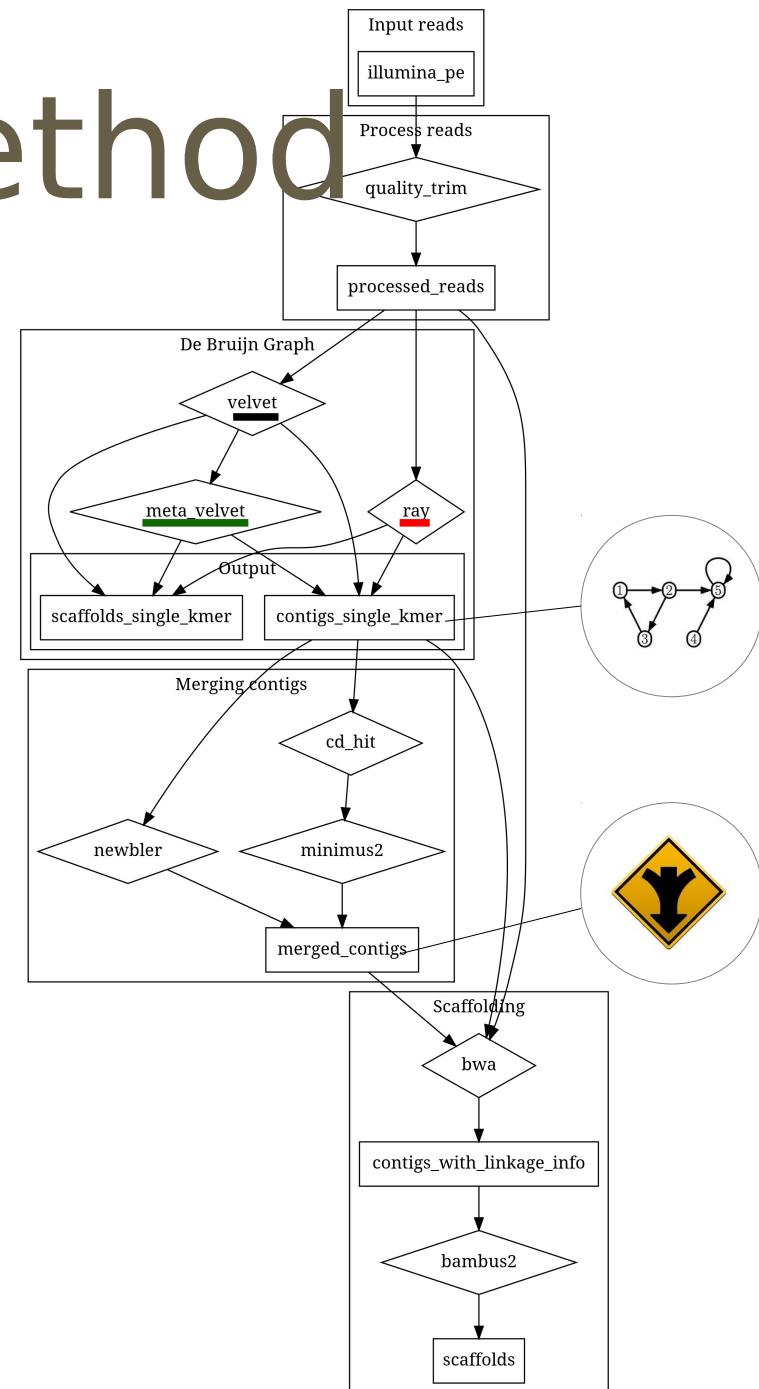 Input reads
illumina_pe
ethod
Process reads
quality_trim
processed_reads
De Bruijn Graph
velvet
meta_velvet
ray
Output
scaffolds_single_kmer
contigs_single_kmer
1
2
5
3
4
Merging contigs
cd_hit
newbler
minimus2
merged_contigs
Scaffolding
bwa
contigs_with_linkage_info
bambus2
scaffolds